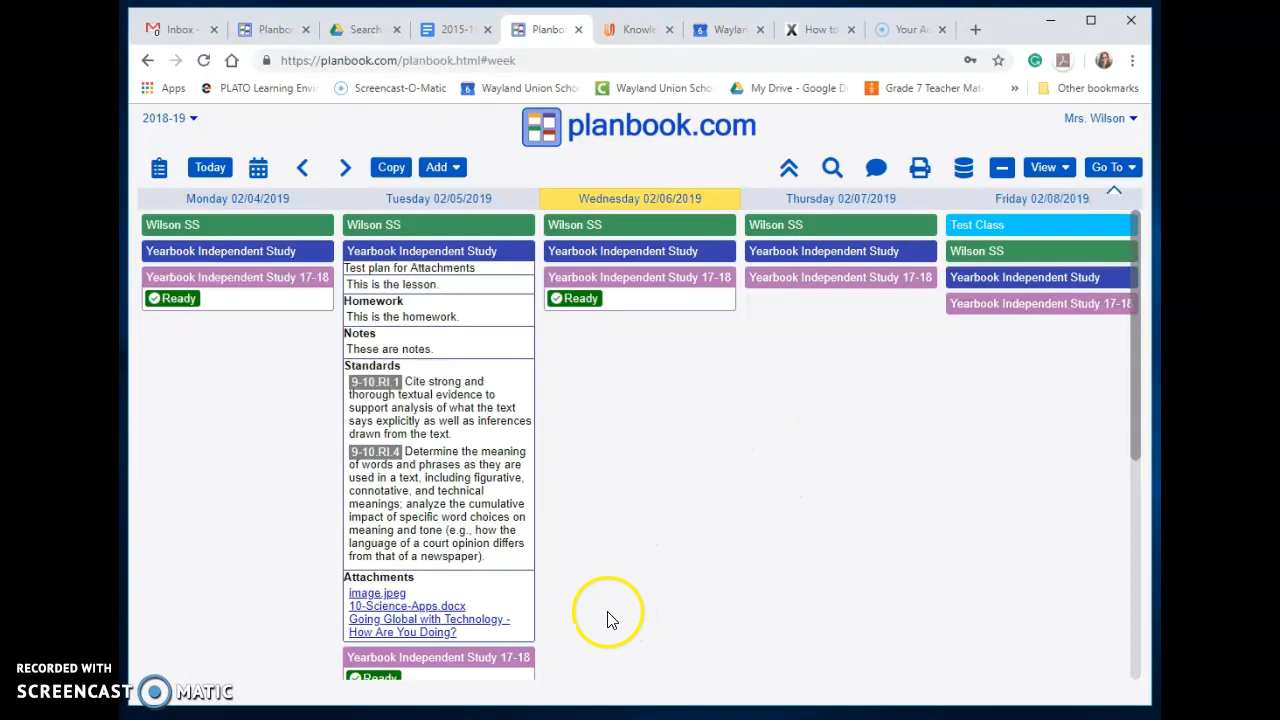 Inbox -
Planbo
Search
2015-1
Planbo
Knowle
Waylan
How to
Your A
https://planbook.com/planbook.html#week
Apps
PLATO Learning Envir
Screencast-O-Matic
Wayland Union Scho
Wayland Union Scho
My Drive - Google D
Grade 7 Teacher Mat
»
Other bookmarks
2018-19
planbook.com
Mrs. Wilson
Today
Copy
Add
View
Go To
Monday 02/04/2019
Tuesday 02/05/2019
Wednesday 02/06/2019
Thursday 02/07/2019
Friday 02/08/2019
Wilson SS
Yearbook Independent Study
Yearbook Independent Study 17-18
Ready
Wilson SS
Yearbook Independent Study
Test plan for Attachments
This is the lesson.
Homework
This is the homework.
Notes
These are notes.
Standards
9-10.RI.1 Cite strong and
thorough textual evidence to
support analysis of what the text
says explicitly as well as inferences
drawn from the text.
9-10.RI.4 Determine the meaning
of words and phrases as they are
used in a text, including figurative,
connotative, and technical
meanings; analyze the cumulative
impact of specific word choices on
meaning and tone (e.g., how the
language of a court opinion differs
from that of a newspaper).
Attachments
image.jpeg
10-Science-Apps.docx
Going Global with Technology -
How Are You Doing?
Yearbook Independent Study 17-18
Ready
Wilson SS
Yearbook Independent Study
Yearbook Independent Study 17-18
Ready
Wilson SS
Yearbook Independent Study
Yearbook Independent Study 17-18
Test Class
Wilson SS
Yearbook Independent Study
Yearbook Independent Study 17-18
RECORDED WITH
SCREENCAST MATIC